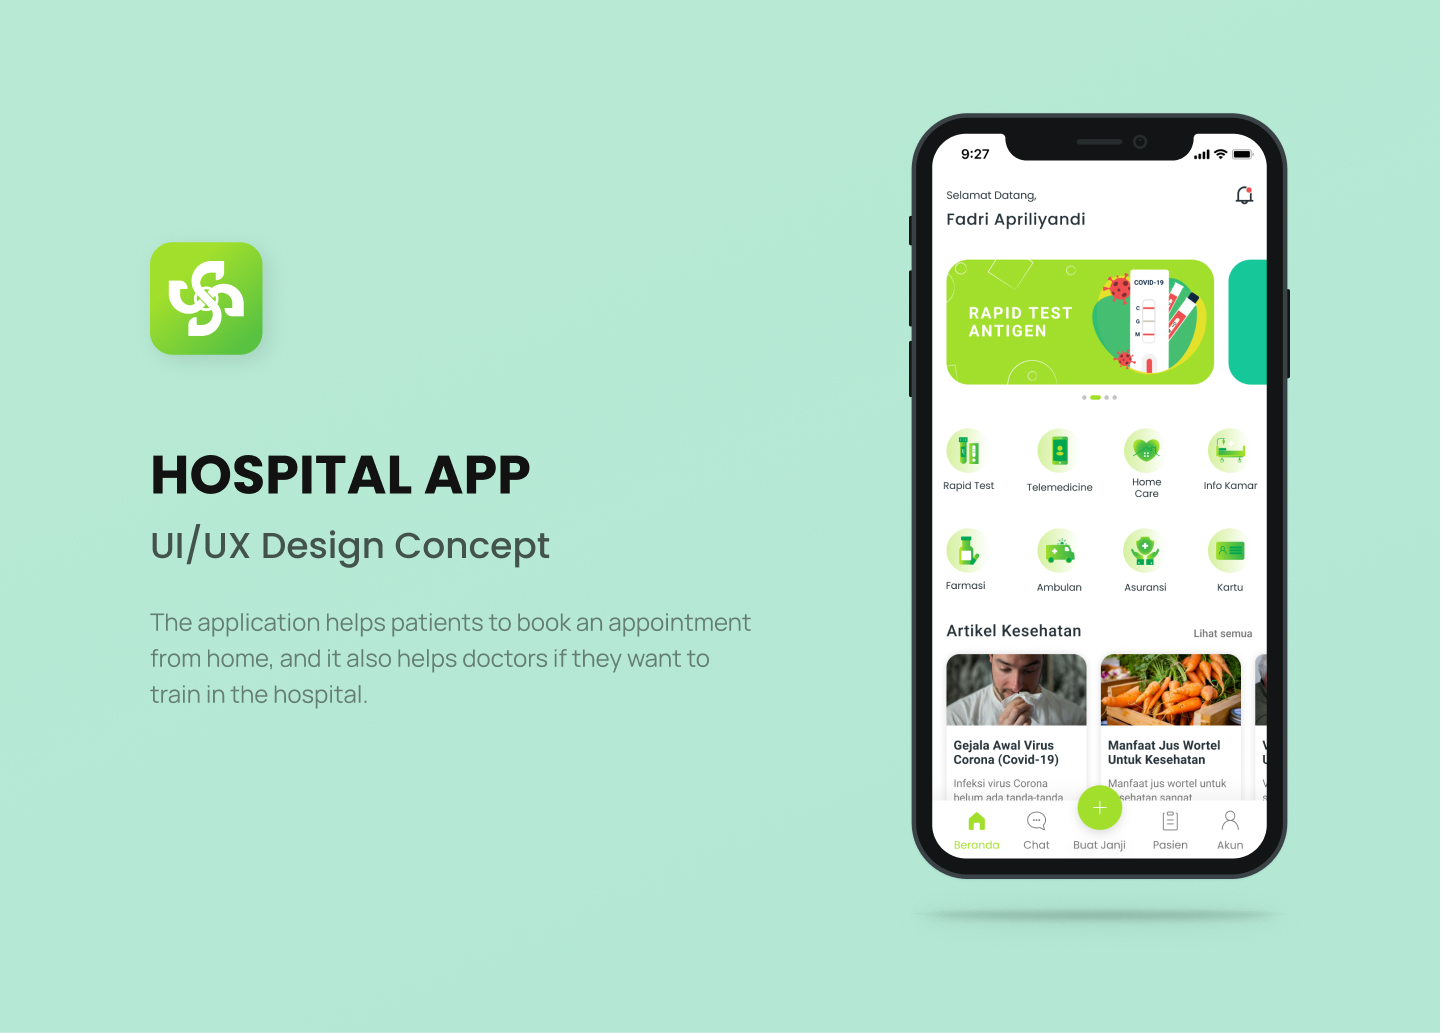 HOSPITAL APP
UI/UX Design Concept
The application helps patients to book an appointment
from home, and it also helps doctors if they want to
train in the hospital.
9:27
Selamat Datang,
Fadri Apriliyandi
RAPID TEST
ANTIGEN
COVID-19
C
G
M
Rapid Test
Telemedicine
Home
Care
Info Kamar
Farmasi
Ambulan
Asuransi
Kartu
Artikel Kesehatan
Lihat semua
Gejala Awal Virus
Corona (Covid-19)
Infeksi virus Corona
belum ada tanda-tanda
Manfaat Jus Wortel
Untuk Kesehatan
Manfaat jus wortel untuk
sangat
Beranda
Chat
Buat Janji
Pasien
Akun